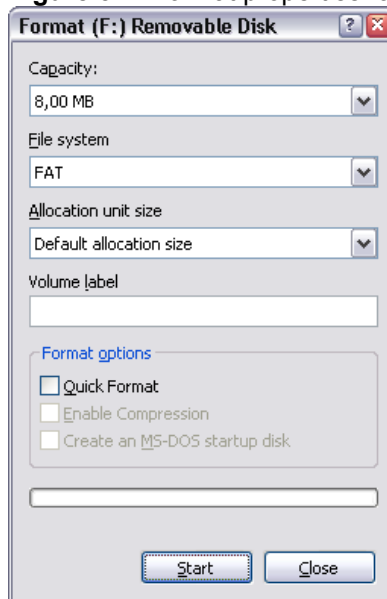 Format (F:) Removable Disk
Capacity:
8,00 MB
File system
FAT
Allocation unit size
Default allocation size
Volume label
Format options
Quick Format
Enable Compression
Create an MS-DOS startup disk
Start
Close